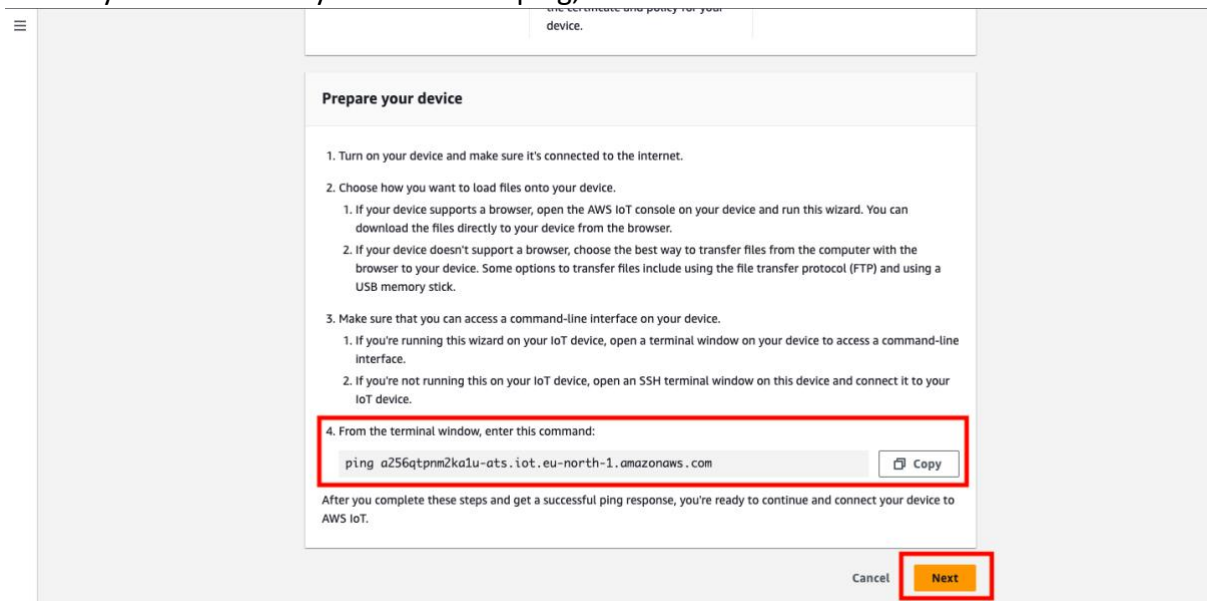 the certificate and policy for your
device.
Prepare your device
1. Turn on your device and make sure it's connected to the internet.
2. Choose how you want to load files onto your device.
1. If your device supports a browser, open the AWS IoT console on your device and run this wizard. You can
download the files directly to your device from the browser.
2. If your device doesn't support a browser, choose the best way to transfer files from the computer with the
browser to your device. Some options to transfer files include using the file transfer protocol (FTP) and using a
USB memory stick.
3. Make sure that you can access a command-line interface on your device.
1. If you're running this wizard on your IoT device, open a terminal window on your device to access a command-line
interface.
2. If you're not running this on your IoT device, open an SSH terminal window on this device and connect it to your
IoT device.
4. From the terminal window, enter this command:
ping a256qtpnm2ka1u-ats.iot.eu-north-1.amazonaws.com
Copy
After you complete these steps and get a successful ping response, you're ready to continue and connect your device to
AWS IoT.
Cancel Next